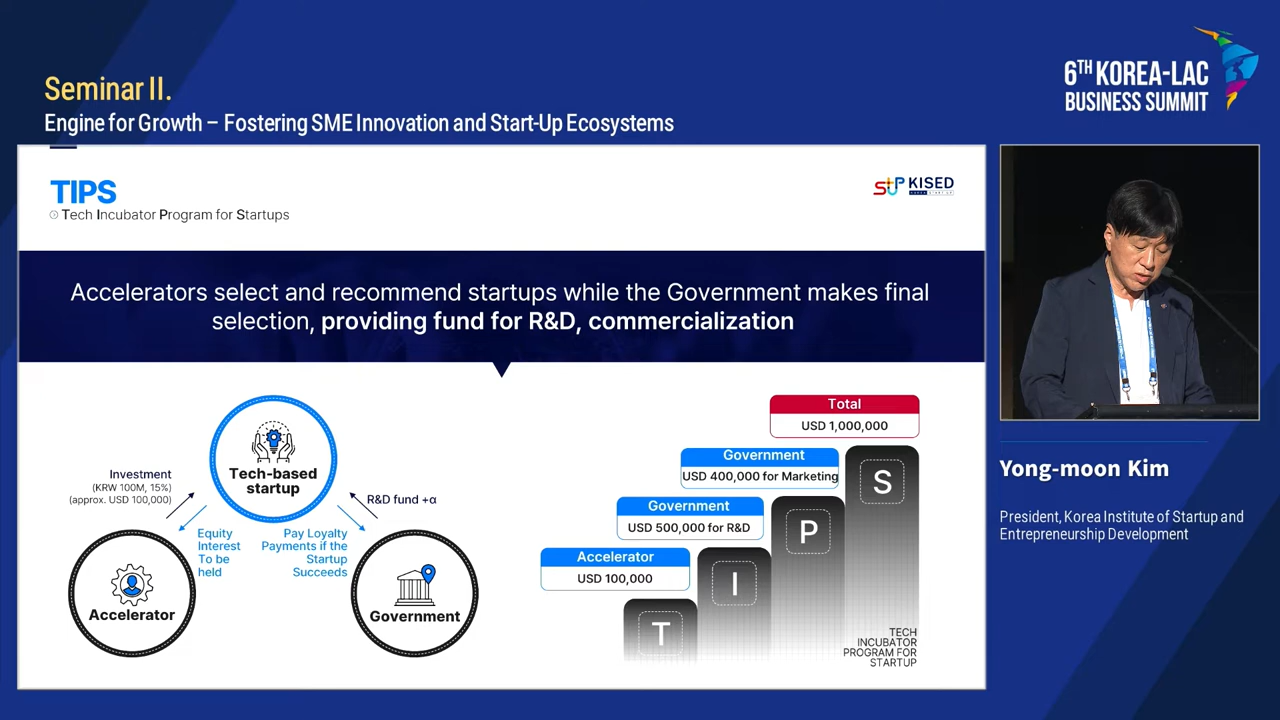 Seminar II.
Engine for Growth – Fostering SME Innovation and Start-Up Ecosystems
6TH KOREA-LAC
BUSINESS SUMMIT
TIPS
Tech Incubator Program for Startups
StUP KISED
Accelerators select and recommend startups while the Government makes final
selection, providing fund for R&D, commercialization
Tech-based
startup
Investment
(KRW 100M, 15%)
(approx. USD 100,000)
R&D fund +α
Equity
Interest
To be
held
Pay Loyalty
Payments if the
Startup
Succeeds
Accelerator
Government
Total
USD 1,000,000
Government
USD 400,000 for Marketing
Government
USD 500,000 for R&D
Accelerator
USD 100,000
T
I
P
S
TECH
INCUBATOR
PROGRAM FOR
STARTUP
Yong-moon Kim
President, Korea Institute of Startup and
Entrepreneurship Development